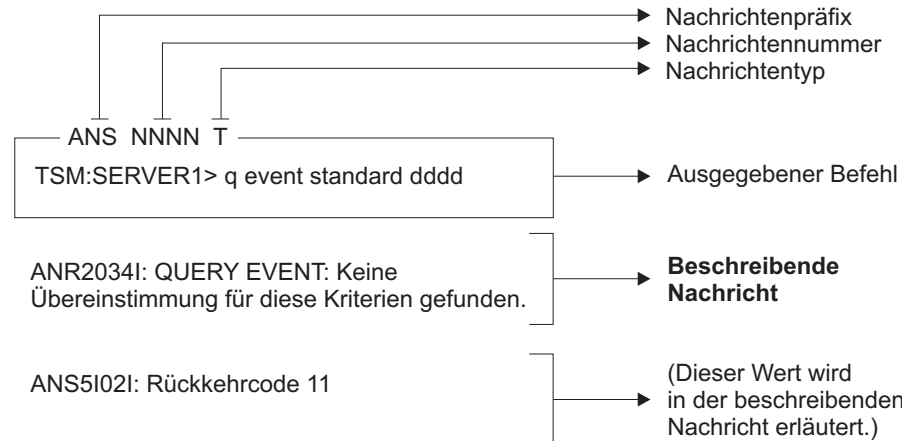 Nachrichtenpräfix
Nachrichtennummer
Nachrichtentyp
ANS NNNN T
TSM:SERVER1> q event standard dddd
Ausgegebener Befehl
ANR2034I: QUERY EVENT: Keine
Übereinstimmung für diese Kriterien gefunden.
Beschreibende
Nachricht
ANS5I02I: Rückkehrcode 11
(Dieser Wert wird
in der beschreibenden
Nachricht erläutert.)